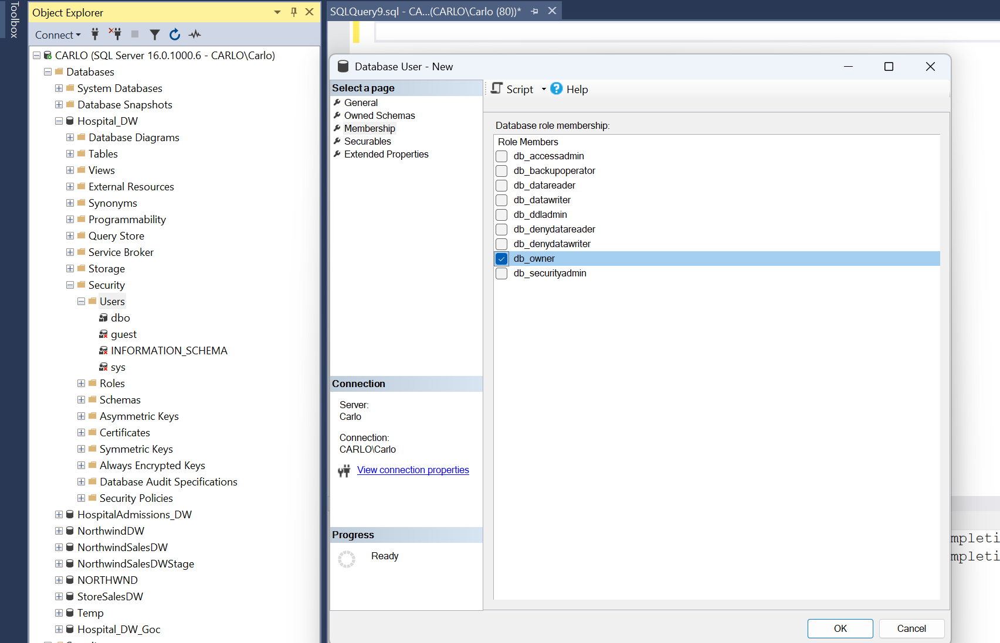 Toolbox
Object Explorer
Connect
CARLO (SQL Server 16.0.1000.6 - CARLO\Carlo)
Databases
System Databases
Database Snapshots
Hospital_DW
Database Diagrams
Tables
Views
External Resources
Synonyms
Programmability
Query Store
Service Broker
Storage
Security
Users
dbo
guest
INFORMATION_SCHEMA
sys
Roles
Schemas
Asymmetric Keys
Certificates
Symmetric Keys
Always Encrypted Keys
Database Audit Specifications
Security Policies
HospitalAdmissions_DW
NorthwindDW
NorthwindSalesDW
NorthwindSalesDWStage
NORTHWND
StoreSalesDW
Temp
Hospital_DW_Goc
SQLQuery9.sql - CA...(CARLO\Carlo (80))*
Database User - New
Select a page
General
Owned Schemas
Membership
Securables
Extended Properties
Connection
Server:
Carlo
Connection:
CARLO\Carlo
View connection properties
Progress
Ready
Script
Help
Database role membership:
Role Members
db_accessadmin
db_backupoperator
db_datareader
db_datawriter
db_ddladmin
db_denydatareader
db_denydatawriter
db_owner
db_securityadmin
OK
Cancel
mpleti
mpleti